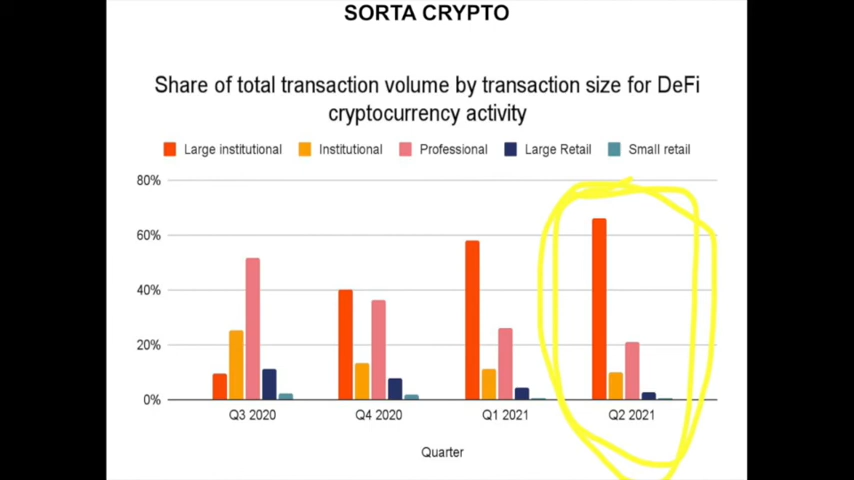 SORTA CRYPTO
Share of total transaction volume by transaction size for DeFi
cryptocurrency activity
Large institutional Institutional Professional Large Retail Small retail
80%
60%
40%
20%
0%
Q3 2020 Q4 2020 Q1 2021 Q2 2021
Quarter